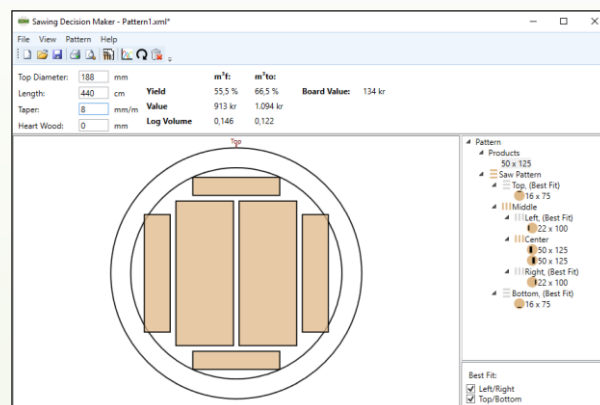 Sawing Decision Maker - Pattern1.xml*
File View Pattern Help
Top Diameter: 188 mm m³f: m³to:
Length: 440 cm Yield 55,5 % 66,5 % Board Value: 134 kr
Taper: 8 mm/m Value 913 kr 1.094 kr
Heart Wood: 0 mm Log Volume 0,146 0,122
Top
Pattern
Products
50 x 125
Saw Pattern
Top, (Best Fit)
16 x 75
Middle
Left, (Best Fit)
22 x 100
Center
50 x 125
50 x 125
Right, (Best Fit)
22 x 100
Bottom, (Best Fit)
16 x 75
Best Fit:
Left/Right
Top/Bottom